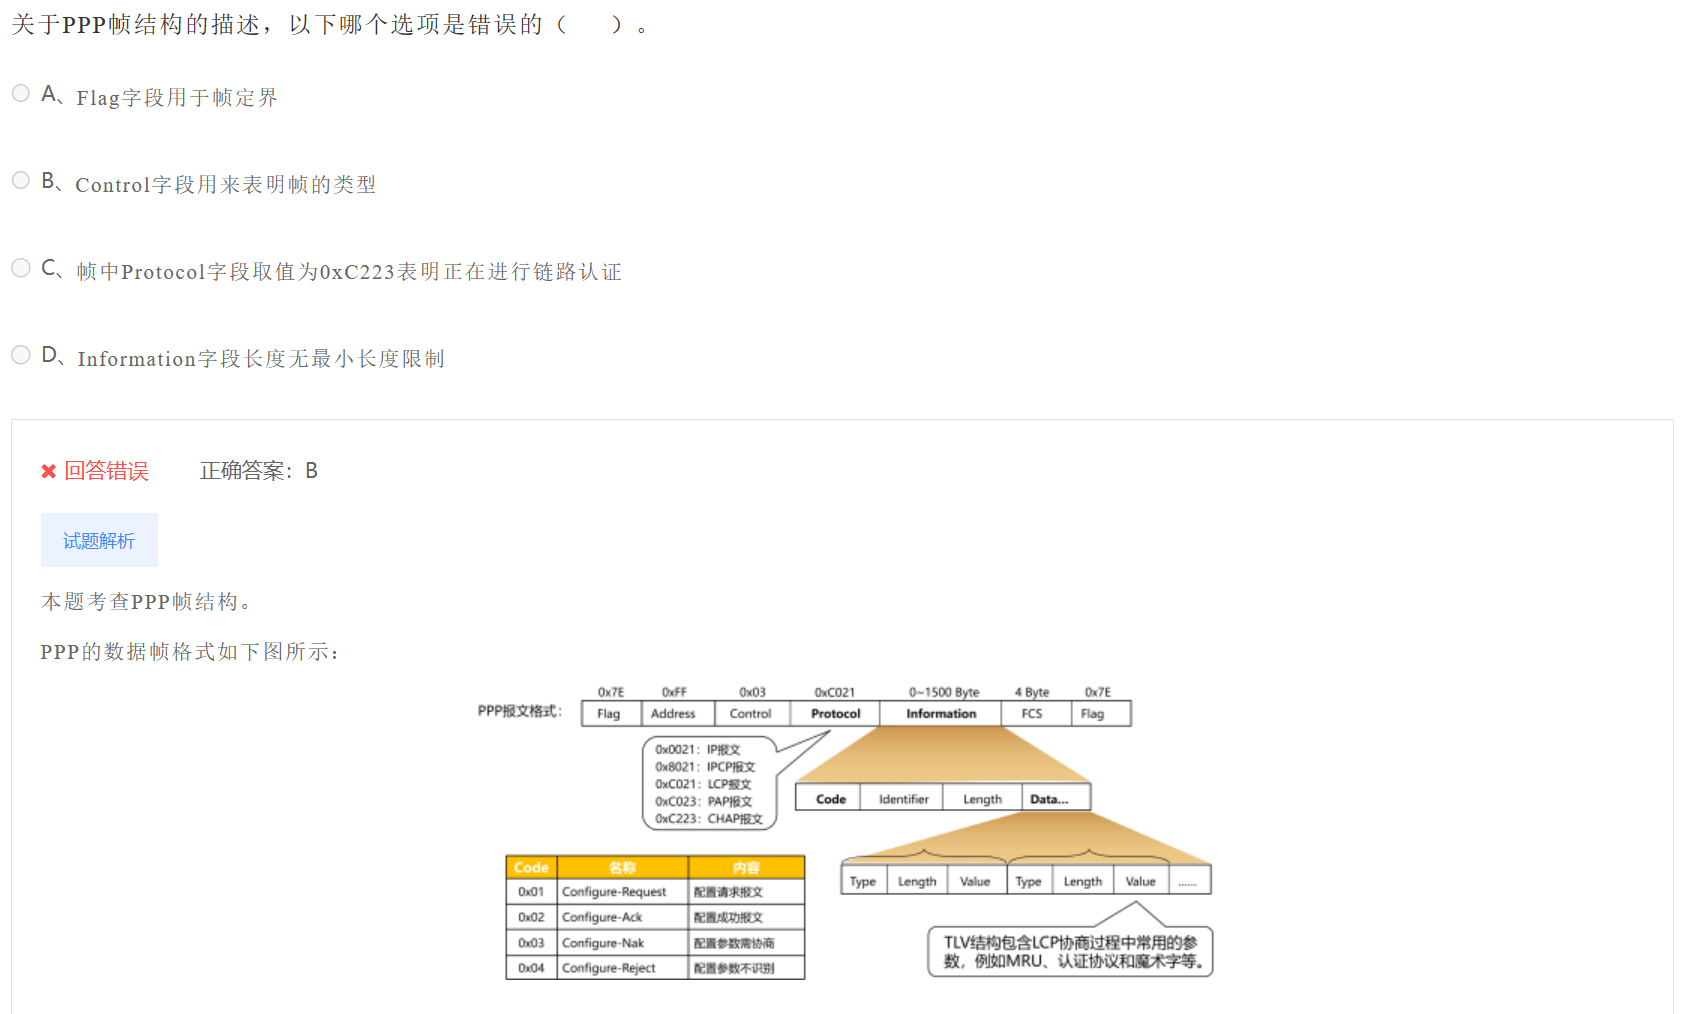 关于PPP帧结构的描述，以下哪个选项是错误的（ ）。
A、Flag字段用于帧定界
B、Control字段用来表明帧的类型
C、帧中Protocol字段取值为0xC223表明正在进行链路认证
D、Information字段长度无最小长度限制
✖ 回答错误 正确答案：B
试题解析
本题考查PPP帧结构。
PPP的数据帧格式如下图所示：
0x7E 0xFF 0x03 0xC021 0~1500 Byte 4 Byte 0x7E
PPP报文格式： Flag Address Control Protocol Information FCS Flag
0x0021：IP报文
0x8021：IPCP报文
0xC021：LCP报文
0xC023：PAP报文
0xC223：CHAP报文
Code Identifier Length Data...
Type Length Value Type Length Value ......
Code 名称 内容
0x01 Configure-Request 配置请求报文
0x02 Configure-Ack 配置成功报文
0x03 Configure-Nak 配置参数需协商
0x04 Configure-Reject 配置参数不识别
TLV结构包含LCP协商过程中常用的参
数，例如MRU、认证协议和魔术字等。